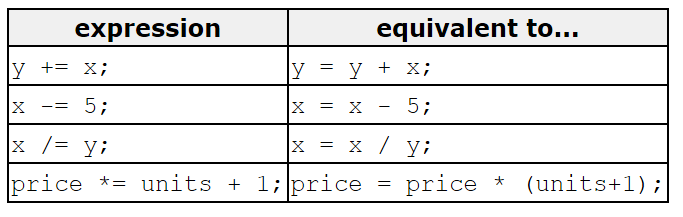 expression equivalent to...
y += x; y = y + x;
x -= 5; x = x - 5;
x /= y; x = x / y;
price *= units + 1; price = price * (units+1);